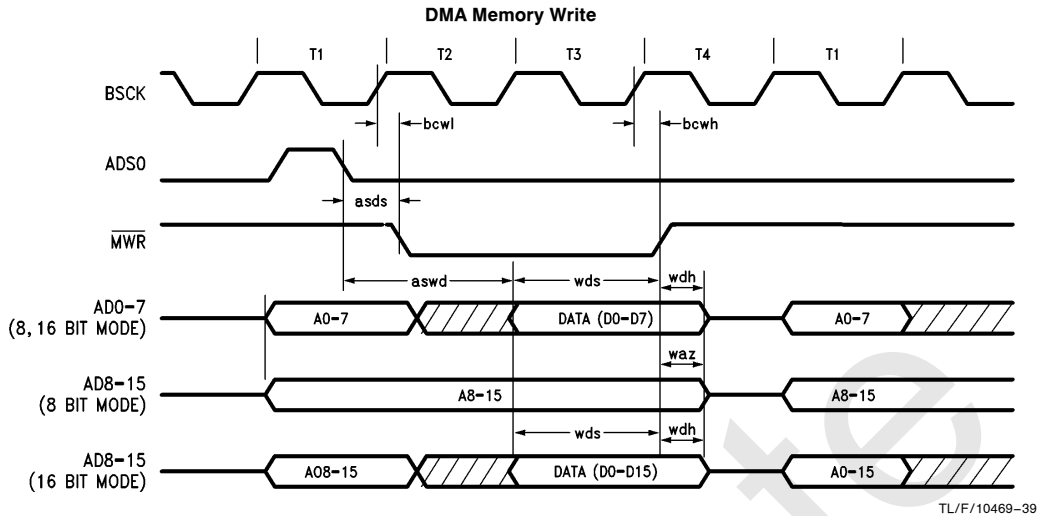 DMA Memory Write
T1 T2 T3 T4 T1
BSCK
bcwl bcwh
ADS0
asds
MWR
aswd wds wdh
AD0-7
(8, 16 BIT MODE)
A0-7 DATA (D0-D7) A0-7
waz
AD8-15
(8 BIT MODE)
A8-15 A8-15
wds wdh
AD8-15
(16 BIT MODE)
A08-15 DATA (D0-D15) A0-15
TL/F/10469-39